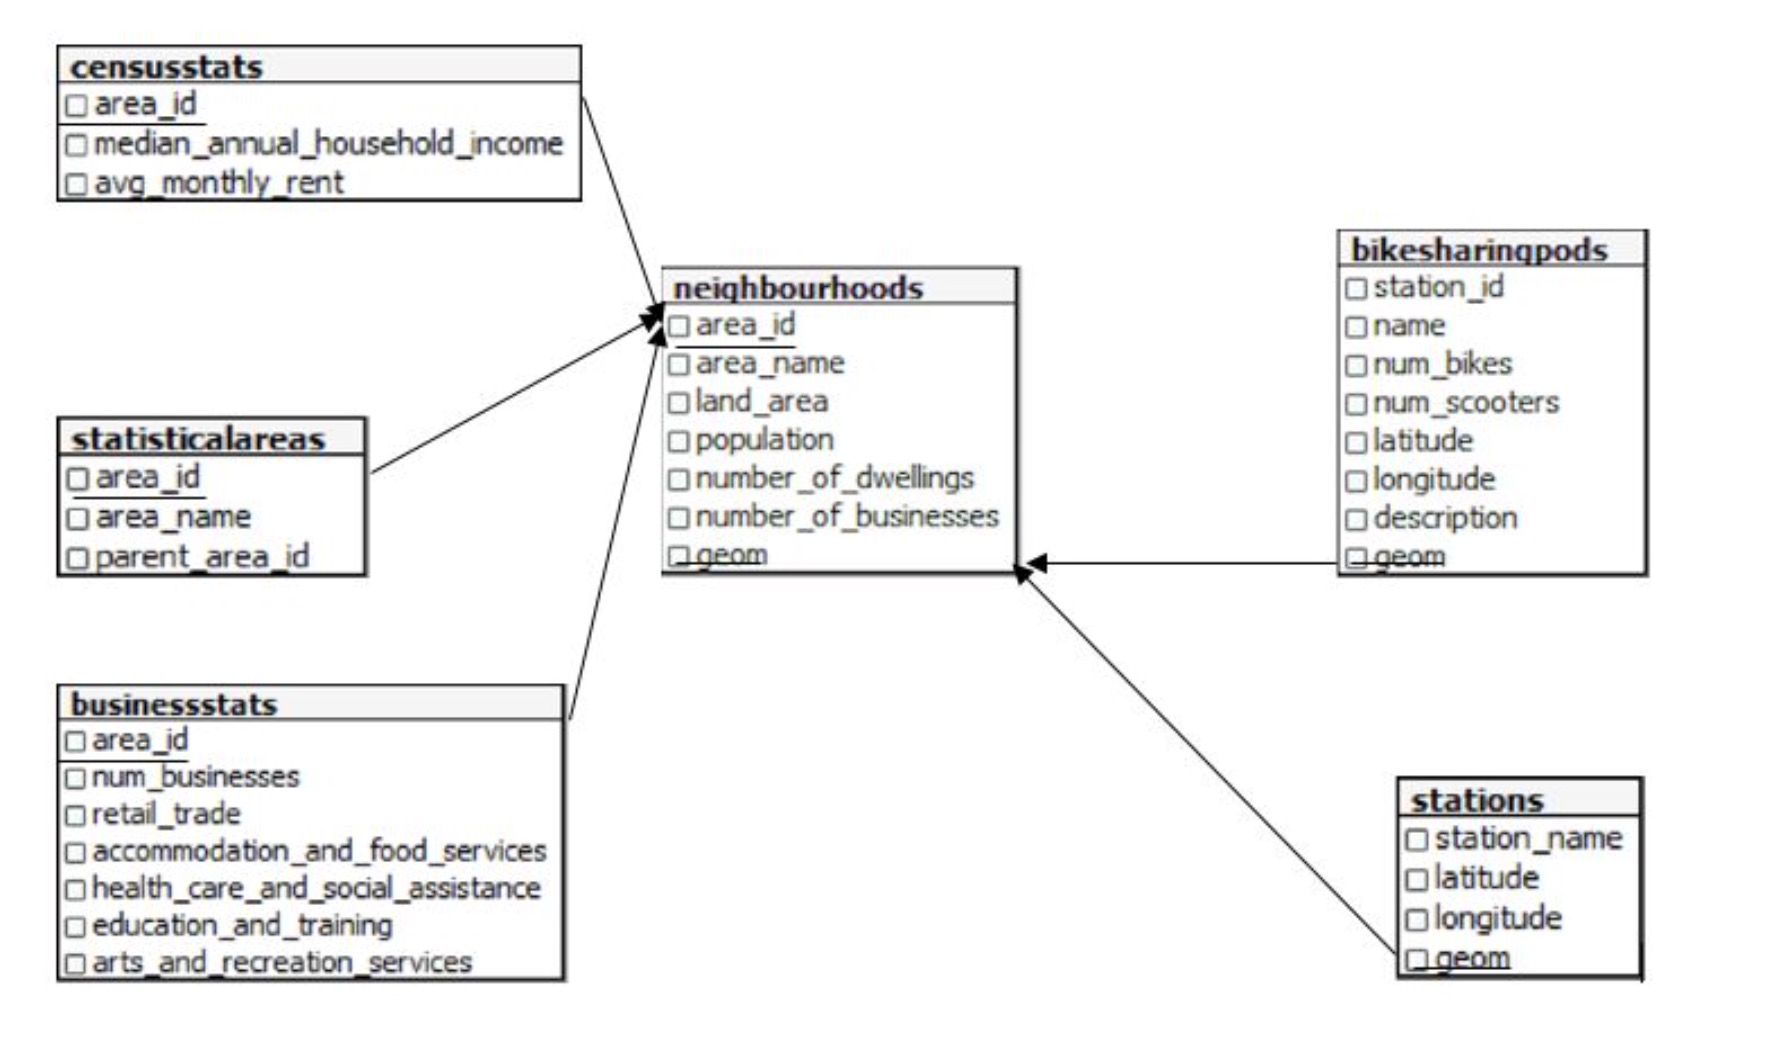 censusstats
area_id
median_annual_household_income
avg_monthly_rent
statisticalareas
area_id
area_name
parent_area_id
businessstats
area_id
num_businesses
retail_trade
accommodation_and_food_services
health_care_and_social_assistance
education_and_training
arts_and_recreation_services
neighbourhoods
area_id
area_name
land_area
population
number_of_dwellings
number_of_businesses
geom
bikesharingpods
station_id
name
num_bikes
num_scooters
latitude
longitude
description
geom
stations
station_name
latitude
longitude
geom